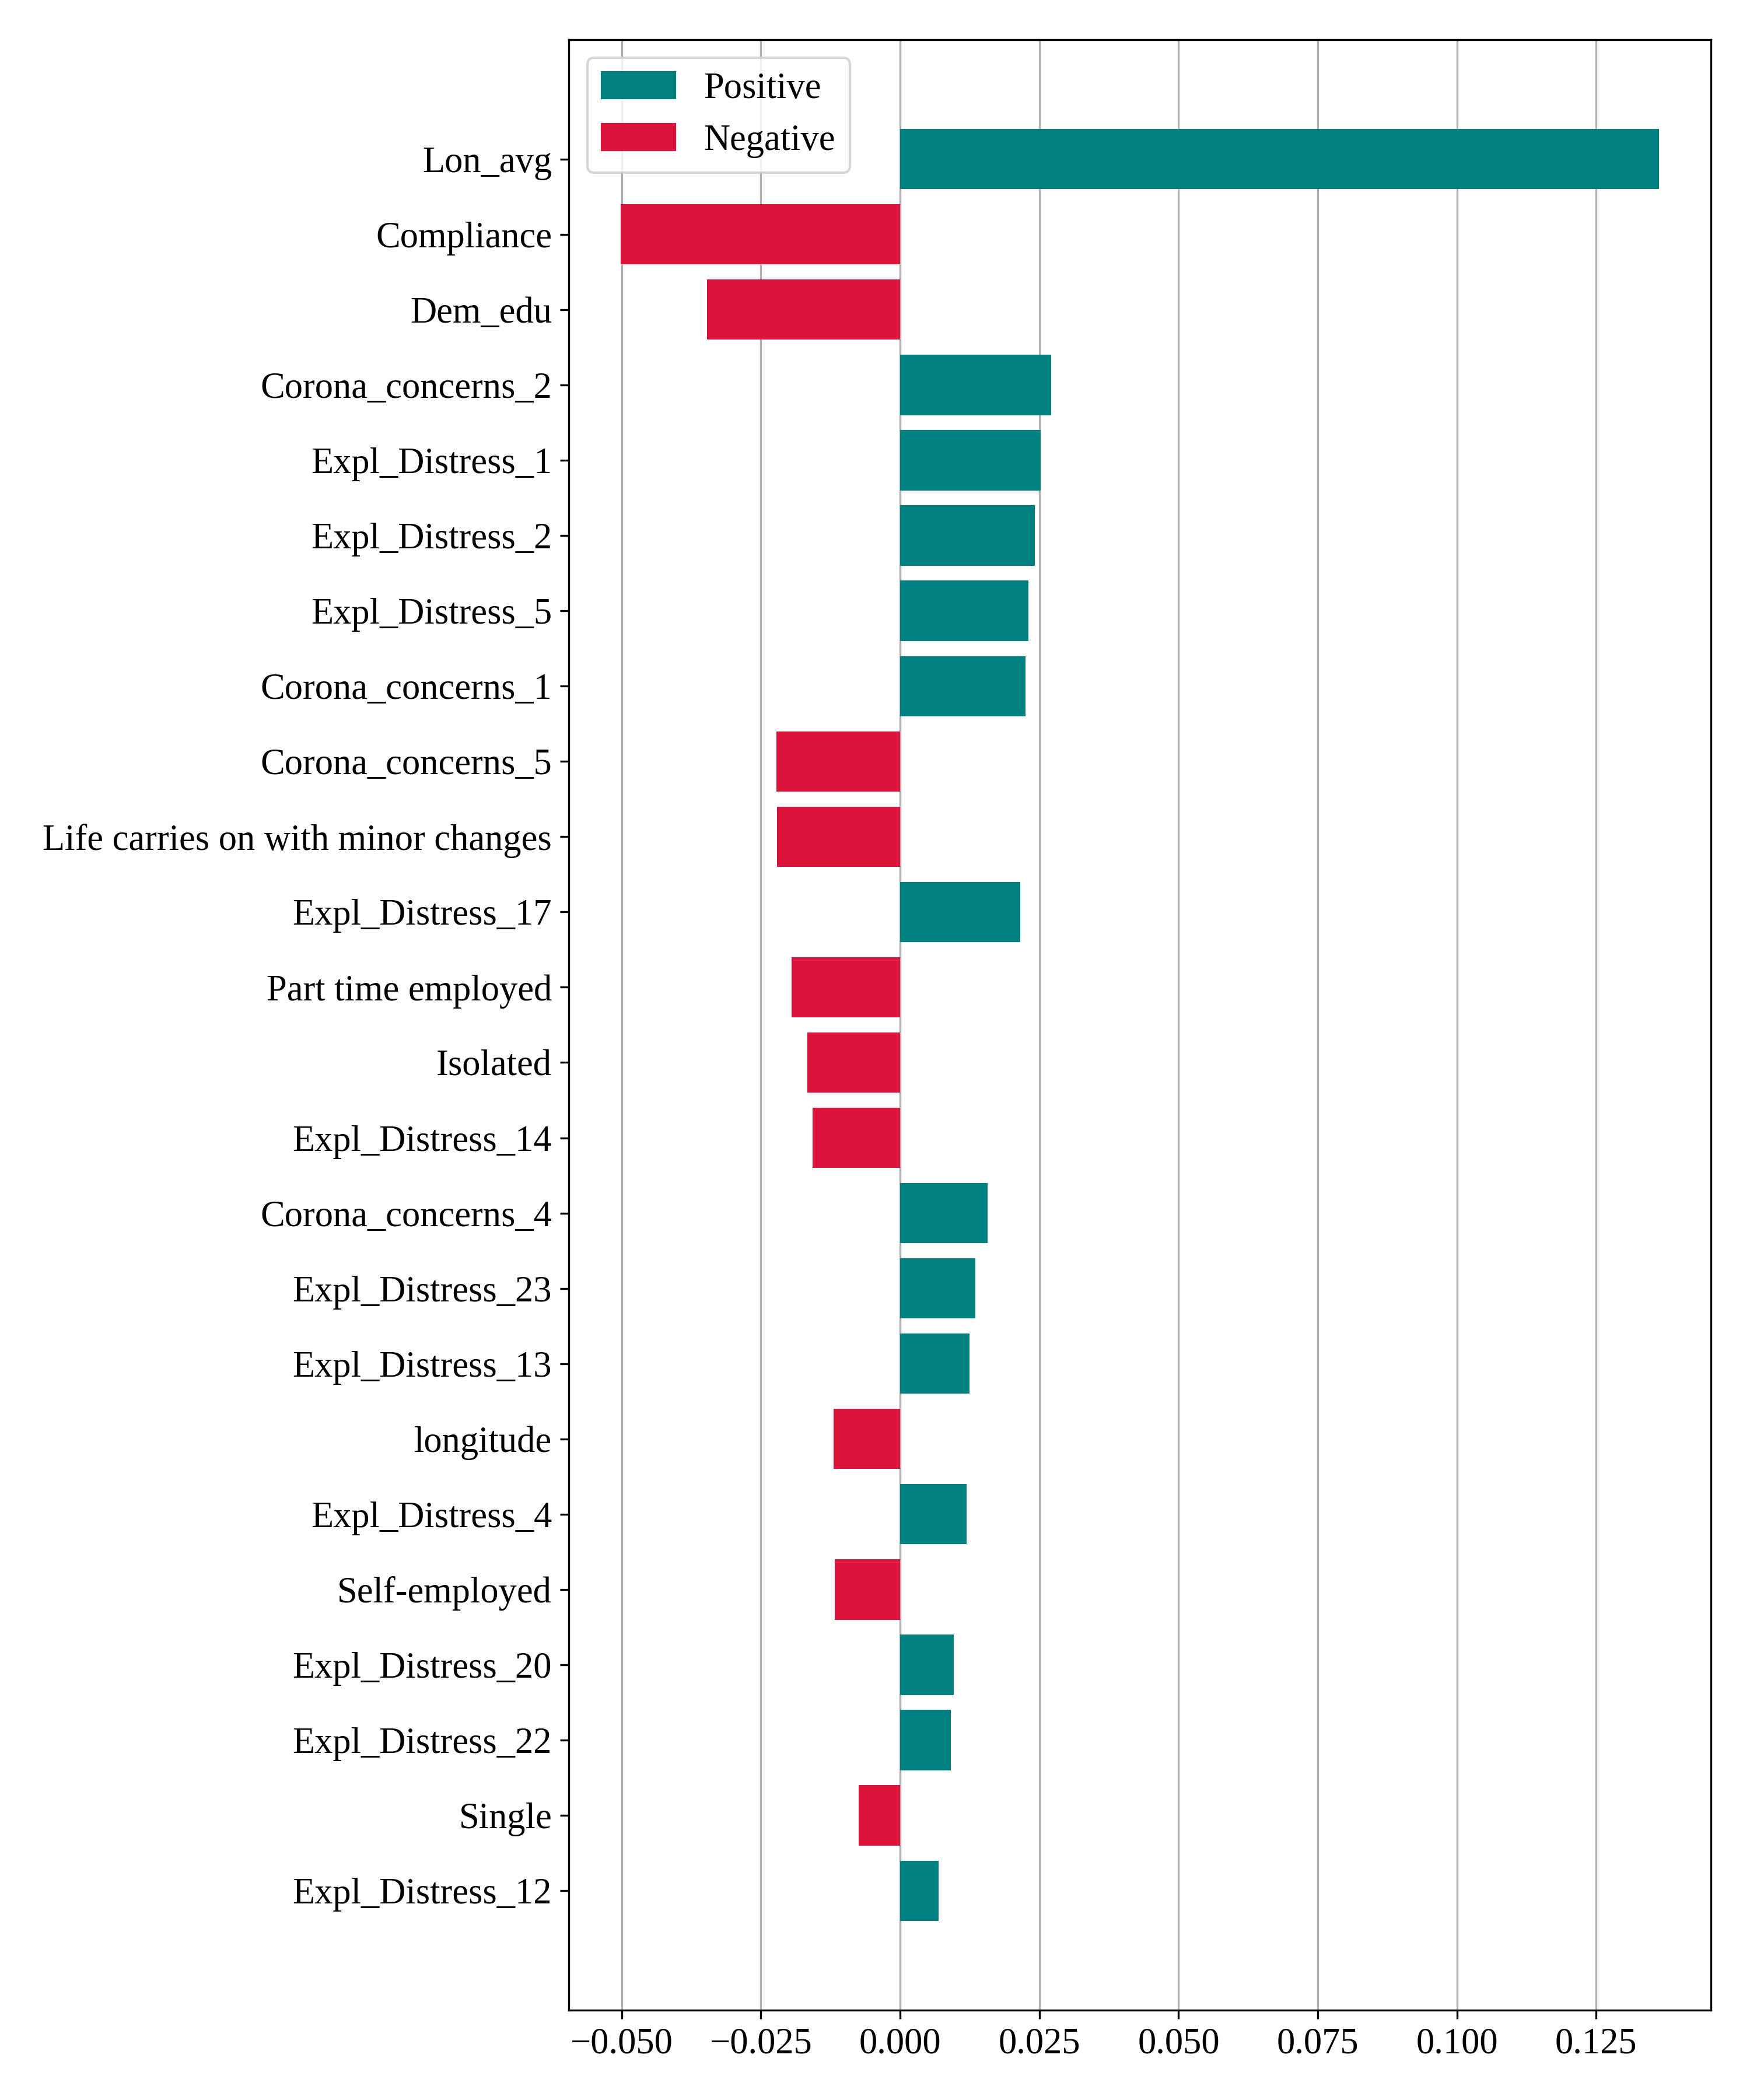 Positive
Negative
Lon_avg
Compliance
Dem_edu
Corona_concerns_2
Expl_Distress_1
Expl_Distress_2
Expl_Distress_5
Corona_concerns_1
Corona_concerns_5
Life carries on with minor changes
Expl_Distress_17
Part time employed
Isolated
Expl_Distress_14
Corona_concerns_4
Expl_Distress_23
Expl_Distress_13
longitude
Expl_Distress_4
Self-employed
Expl_Distress_20
Expl_Distress_22
Single
Expl_Distress_12
−0.050 −0.025 0.000 0.025 0.050 0.075 0.100 0.125